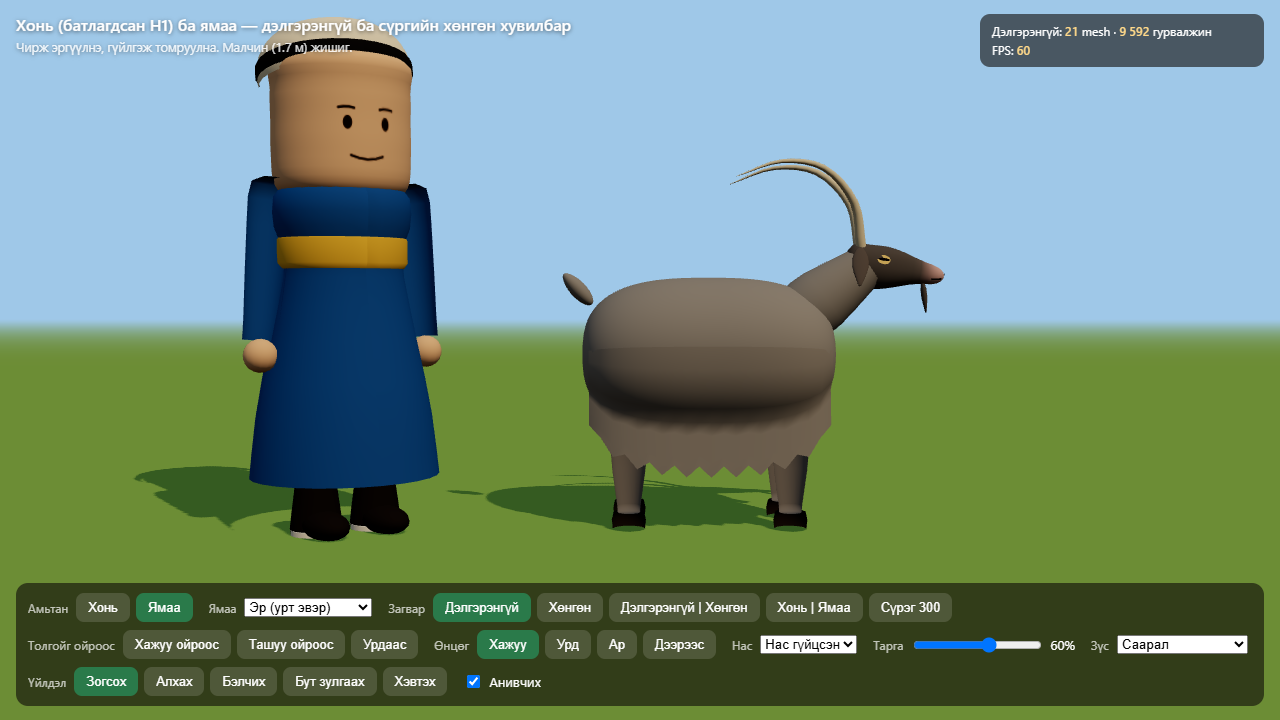 Хонь (батлагдсан H1) ба ямаа — дэлгэрэнгүй ба сүргийн хөнгөн хувилбар
Чирж эргүүлнэ, гүйлгэж томруулна. Малчин (1.7 м) жишиг.
Дэлгэрэнгүй: 21 mesh · 9 592 гурвалжин
FPS: 60
Амьтан Хонь Ямаа Ямаа Эр (урт эвэр) Загвар Дэлгэрэнгүй Хөнгөн Дэлгэрэнгүй | Хөнгөн Хонь | Ямаа Сүрэг 300
Толгойг ойроос Хажуу ойроос Ташуу ойроос Урдаас Өнцөг Хажуу Урд Ар Дээрээс Нас Нас гүйцсэн Тарга 60% Зүс Саарал
Үйлдэл Зогсох Алхах Бэлчих Бут зулгаах Хэвтэх Анивчих